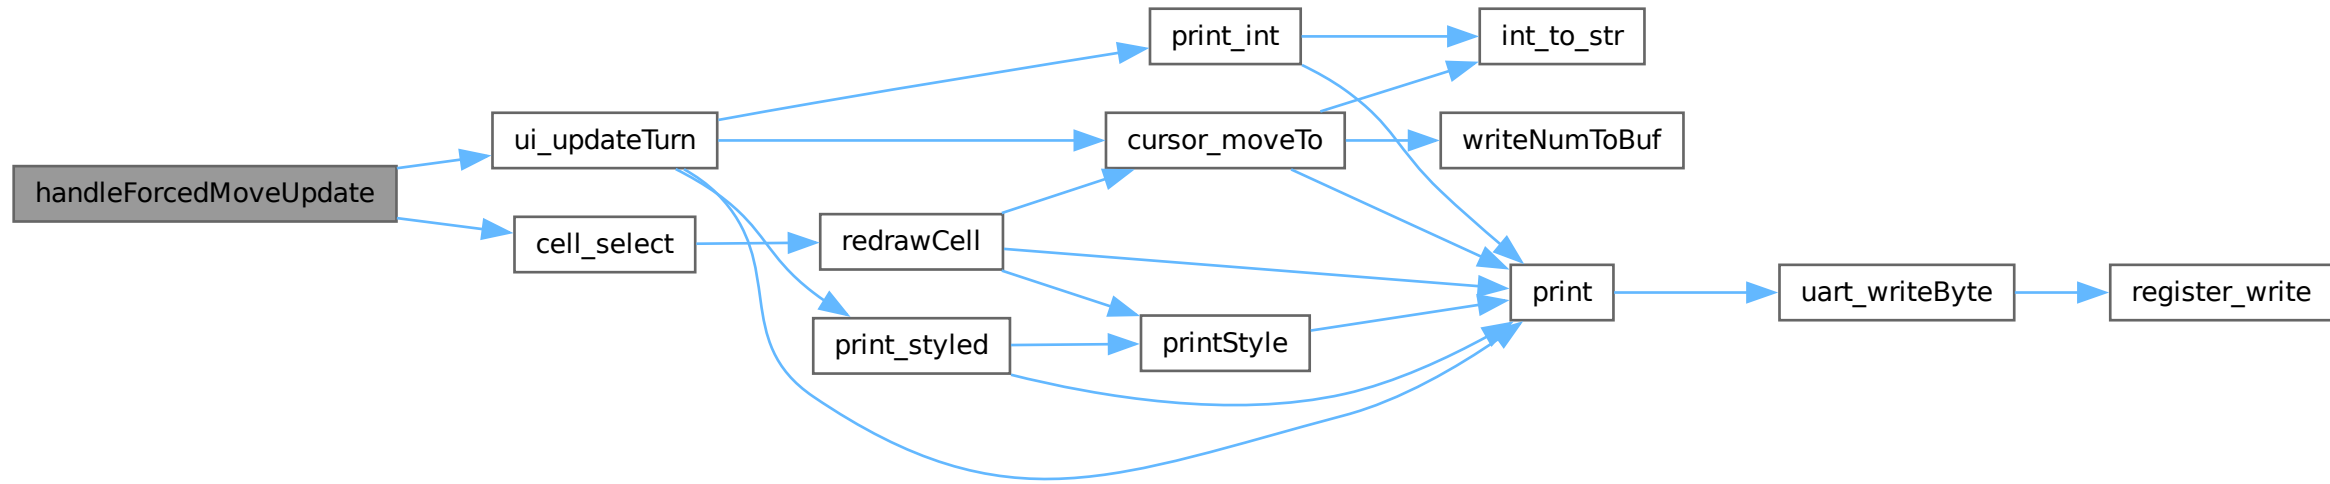 handleForcedMoveUpdate
ui_updateTurn
cell_select
redrawCell
print_styled
print_int
cursor_moveTo
printStyle
int_to_str
writeNumToBuf
print
uart_writeByte
register_write